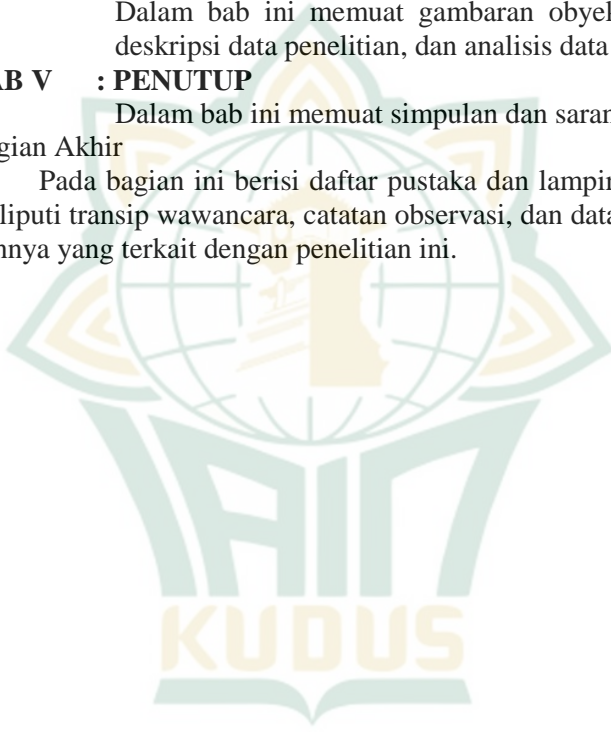 Dalam bab ini memuat gambaran obyek
deskripsi data penelitian, dan analisis data
AB V : PENUTUP
Dalam bab ini memuat simpulan dan saran
gian Akhir
Pada bagian ini berisi daftar pustaka dan lampir
liputi transip wawancara, catatan observasi, dan data
nnya yang terkait dengan penelitian ini.
IAIN
KUDUS